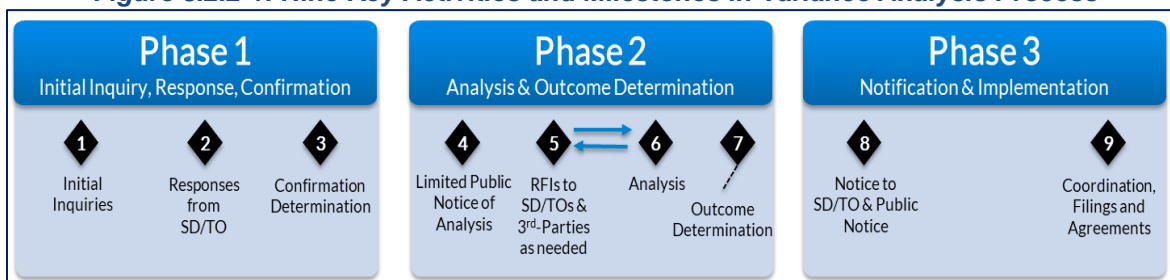 Phase 1
Initial Inquiry, Response, Confirmation
1
2
3
Initial
Inquiries
Responses
from
SD/TO
Confirmation
Determination
Phase 2
Analysis & Outcome Determination
4
5
6
7
Limited Public
Notice of
Analysis
RFIs to
SD/TOs &
3rd-Parties
as needed
Analysis
Outcome
Determination
Phase 3
Notification & Implementation
8
9
Notice to
SD/TO & Public
Notice
Coordination,
Filings and
Agreements